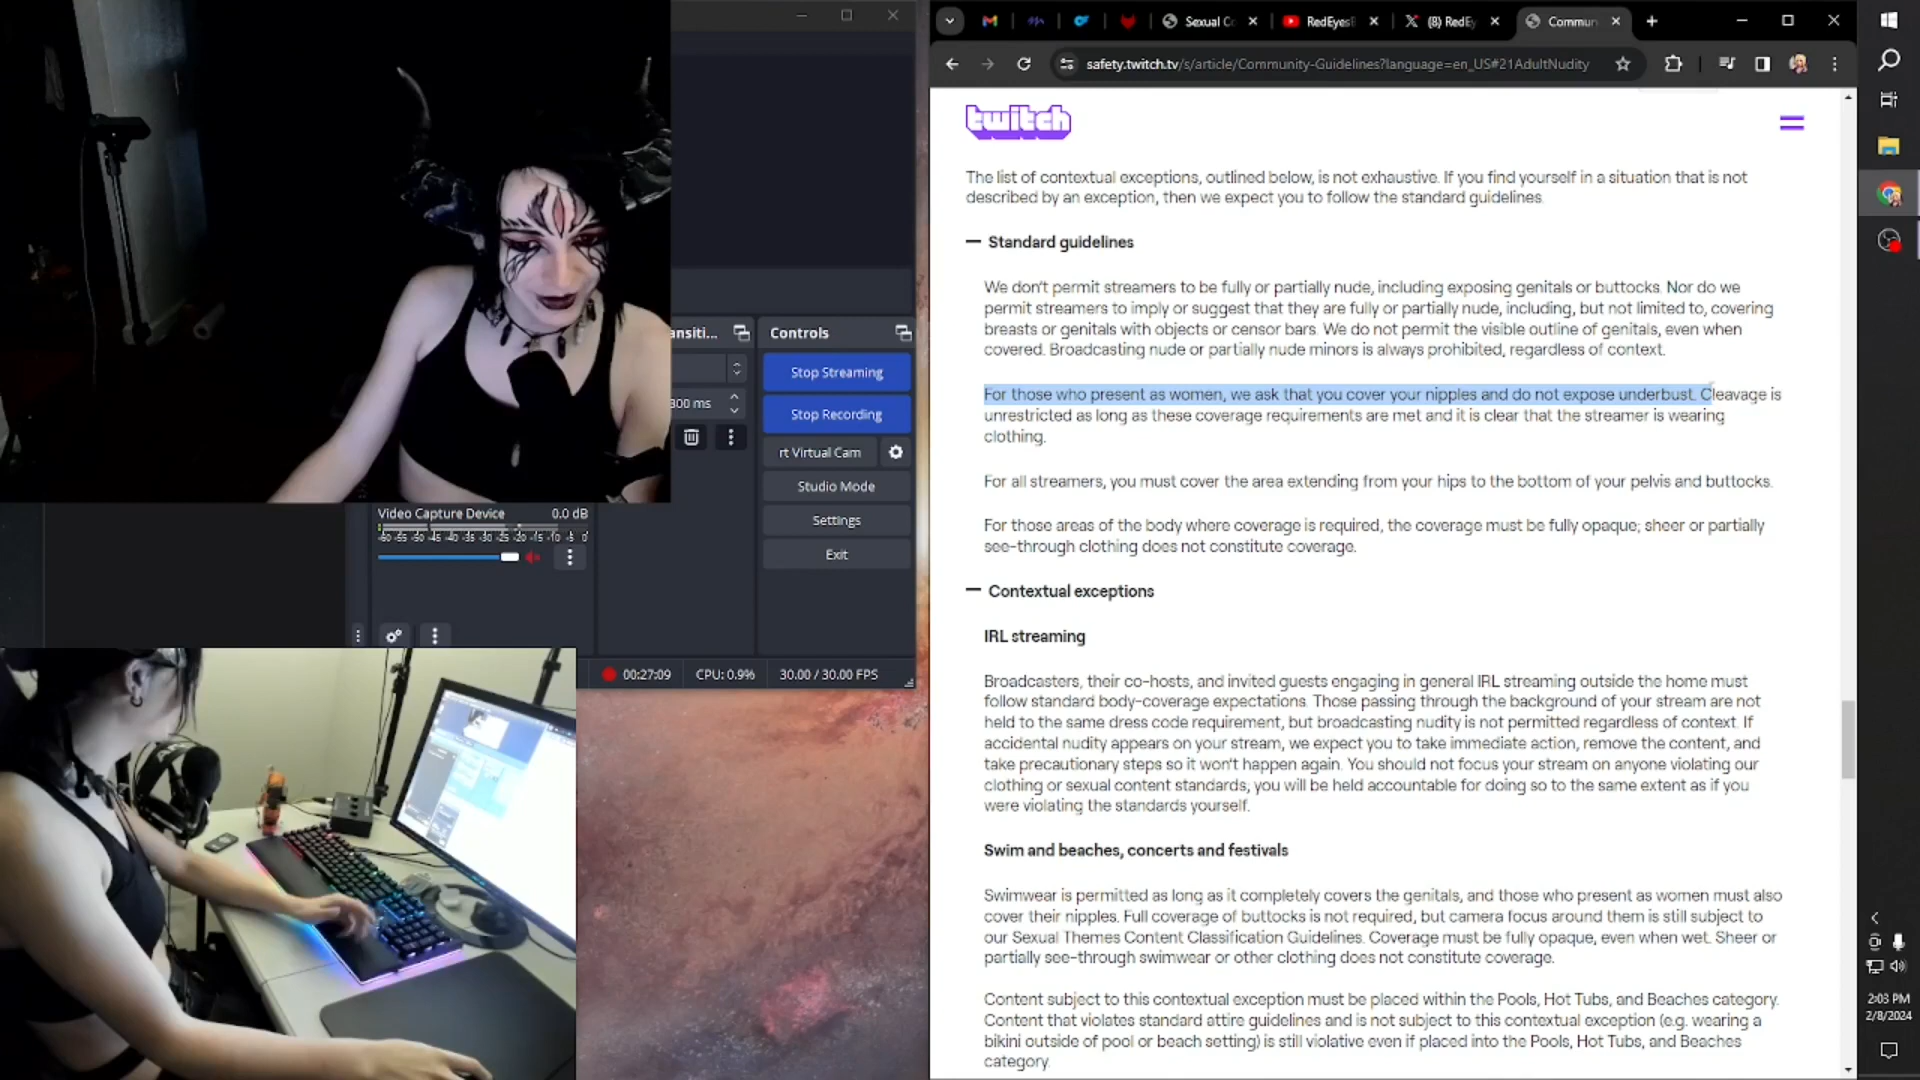 Sexual Co
RedEyes
(8) RedEy
Commun
safety.twitch.tv/s/article/Community-Guidelines?language=en_US#21AdultNudity
twitch
The list of contextual exceptions, outlined below, is not exhaustive. If you find yourself in a situation that is not
described by an exception, then we expect you to follow the standard guidelines.
Standard guidelines
We don't permit streamers to be fully or partially nude, including exposing genitals or buttocks. Nor do we
permit streamers to imply or suggest that they are fully or partially nude, including, but not limited to, covering
breasts or genitals with objects or censor bars. We do not permit the visible outline of genitals, even when
covered. Broadcasting nude or partially nude minors is always prohibited, regardless of context.
For those who present as women, we ask that you cover your nipples and do not expose underbust. Cleavage is
unrestricted as long as these coverage requirements are met and it is clear that the streamer is wearing
clothing.
For all streamers, you must cover the area extending from your hips to the bottom of your pelvis and buttocks.
For those areas of the body where coverage is required, the coverage must be fully opaque; sheer or partially
see-through clothing does not constitute coverage.
Contextual exceptions
IRL streaming
Broadcasters, their co-hosts, and invited guests engaging in general IRL streaming outside the home must
follow standard body-coverage expectations. Those passing through the background of your stream are not
held to the same dress code requirement, but broadcasting nudity is not permitted regardless of context. If
accidental nudity appears on your stream, we expect you to take immediate action, remove the content, and
take precautionary steps so it won't happen again. You should not focus your stream on anyone violating our
clothing or sexual content standards, you will be held accountable for doing so to the same extent as if you
were violating the standards yourself.
Swim and beaches, concerts and festivals
Swimwear is permitted as long as it completely covers the genitals, and those who present as women must also
cover their nipples. Full coverage of buttocks is not required, but camera focus around them is still subject to
our Sexual Themes Content Classification Guidelines. Coverage must be fully opaque, even when wet. Sheer or
partially see-through swimwear or other clothing does not constitute coverage.
Content subject to this contextual exception must be placed within the Pools, Hot Tubs, and Beaches category.
Content that violates standard attire guidelines and is not subject to this contextual exception (e.g. wearing a
bikini outside of pool or beach setting) is still violative even if placed into the Pools, Hot Tubs, and Beaches
category.
ansiti...
Controls
300 ms
Stop Streaming
Stop Recording
rt Virtual Cam
Studio Mode
Settings
Exit
Video Capture Device 0.0 dB
-60 -55 -50 -45 -40 -35 -30 -25 -20 -15 -10 -5 0
00:27:09 CPU: 0.9% 30.00 / 30.00 FPS
2:03 PM
2/8/2024